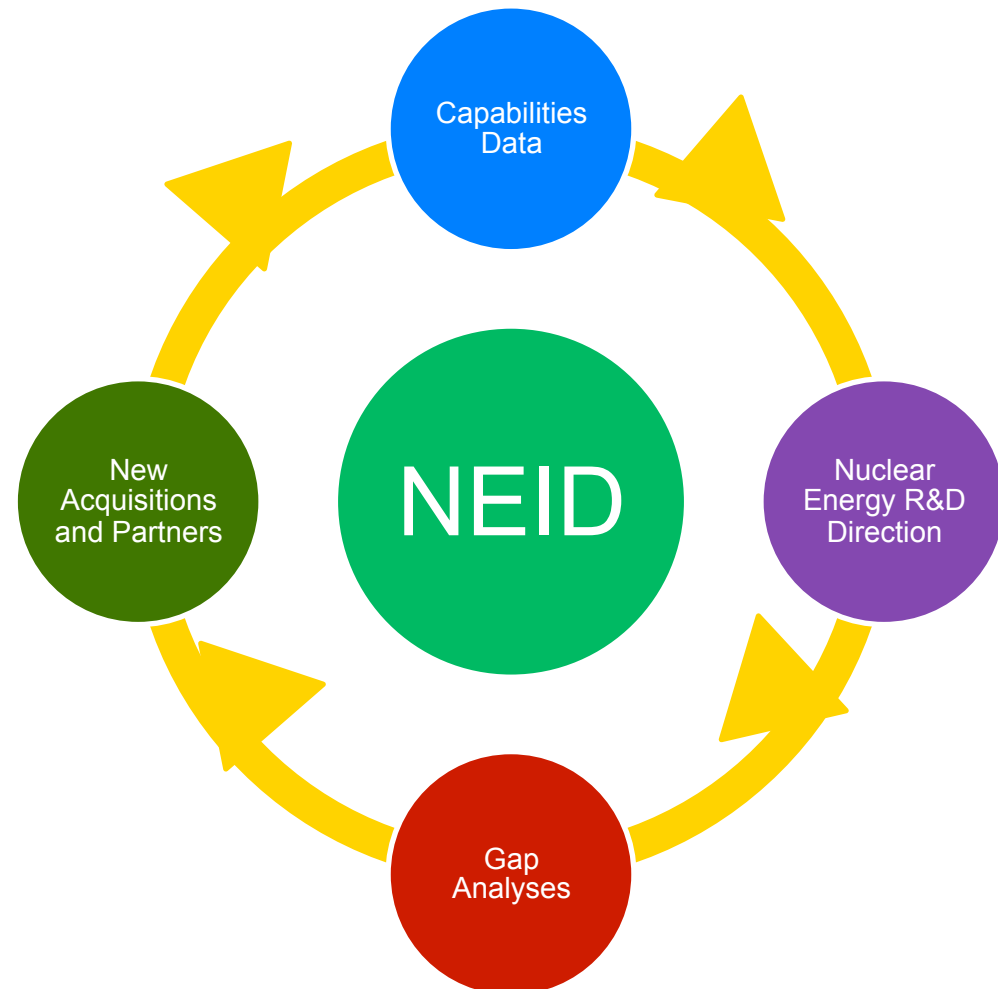 Capabilities
Data
Nuclear
Energy R&D
Direction
Gap
Analyses
New
Acquisitions
and Partners
NEID